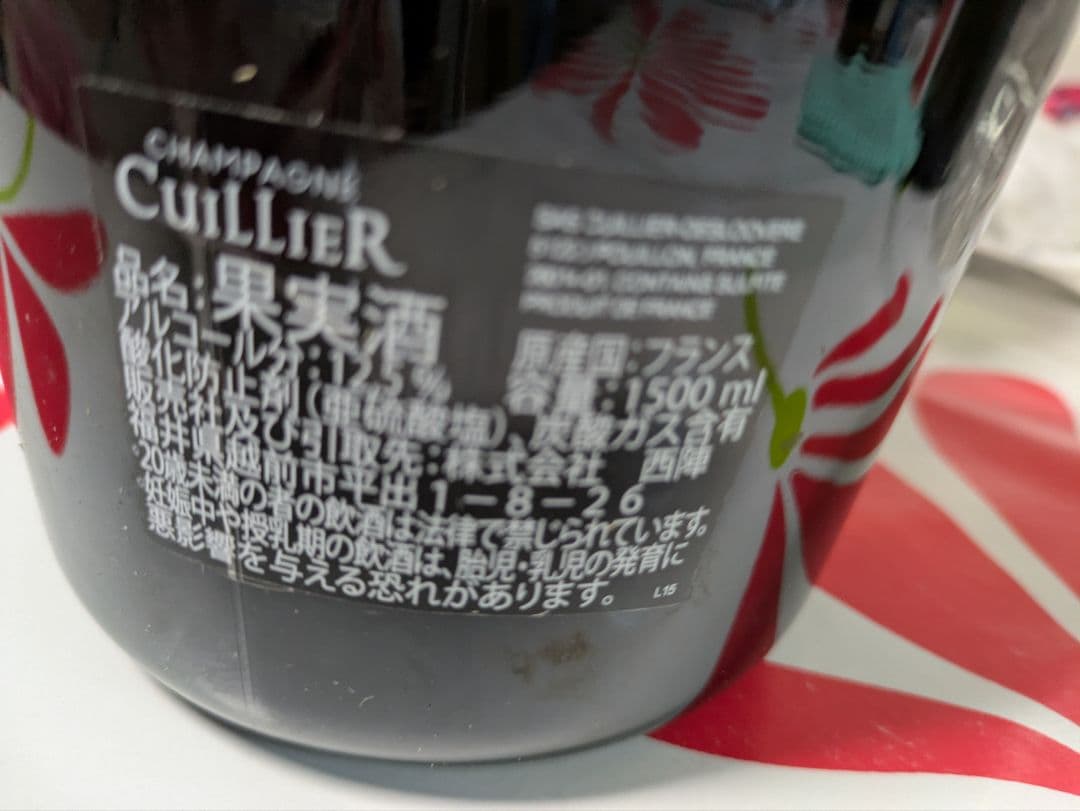 CHAMPAGNE
CUILLIER
FRANCE
CONTAINS SULFITE
PRODUIT DE FRANCE
品名:果実酒
原産国:フランス
アルコール分:12.5%
容量:1500 ml
酸化防止剤(亜硫酸塩)、炭酸ガス含有
販売社及び引取先:株式会社 西陣
福井県越前市平出1-8-26
◦20歳未満の者の飲酒は法律で禁じられています。
妊娠中や授乳期の飲酒は、胎児・乳児の発育に
悪影響を与える恐れがあります。
L15